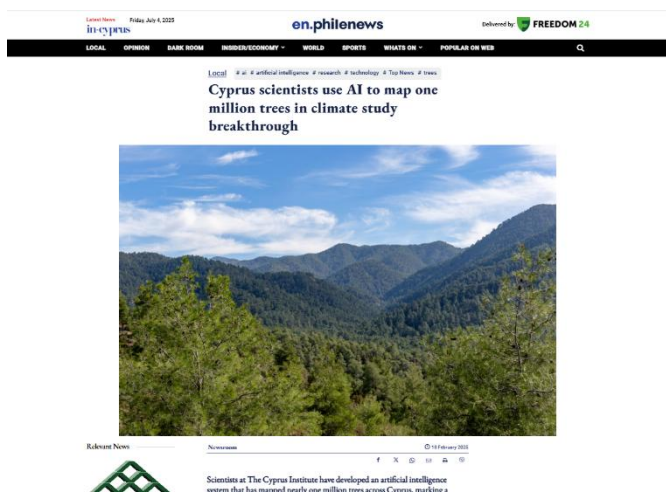 Latest News Friday, July 4, 2025
in-cyprus
en.philenews
Delivered by: FREEDOM 24
LOCAL OPINION DARK ROOM INSIDER/ECONOMY WORLD SPORTS WHATS ON POPULAR ON WEB
Local # ai # artificial intelligence # research # technology # Top News # trees
Cyprus scientists use AI to map one
million trees in climate study
breakthrough
Relevant News
Newsroom
February 2025
Scientists at The Cyprus Institute have developed an artificial intelligence
system that has mapped nearly one million trees across Cyprus, marking a